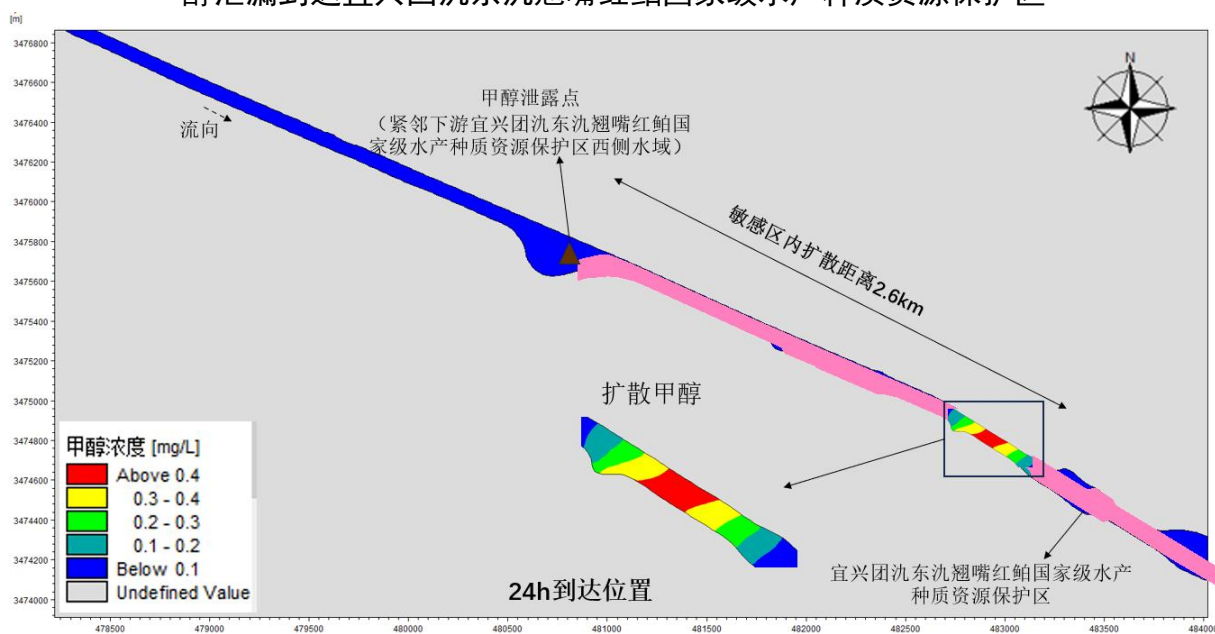 [m]
3476800
3476600
3476400
3476200
3476000
3475800
3475600
3475400
3475200
3475000
3474800
3474600
3474400
3474200
3474000
N
流向
甲醇泄露点
（紧邻下游宜兴团氿东氿翘嘴红鲌国
家级水产种质资源保护区西侧水域）
敏感区内扩散距离2.6km
扩散甲醇
甲醇浓度 [mg/L]
Above 0.4
0.3 - 0.4
0.2 - 0.3
0.1 - 0.2
Below 0.1
Undefined Value
24h到达位置
宜兴团氿东氿翘嘴红鲌国家级水产
种质资源保护区
478500
479000
479500
480000
480500
481000
481500
482000
482500
483000
483500
484000